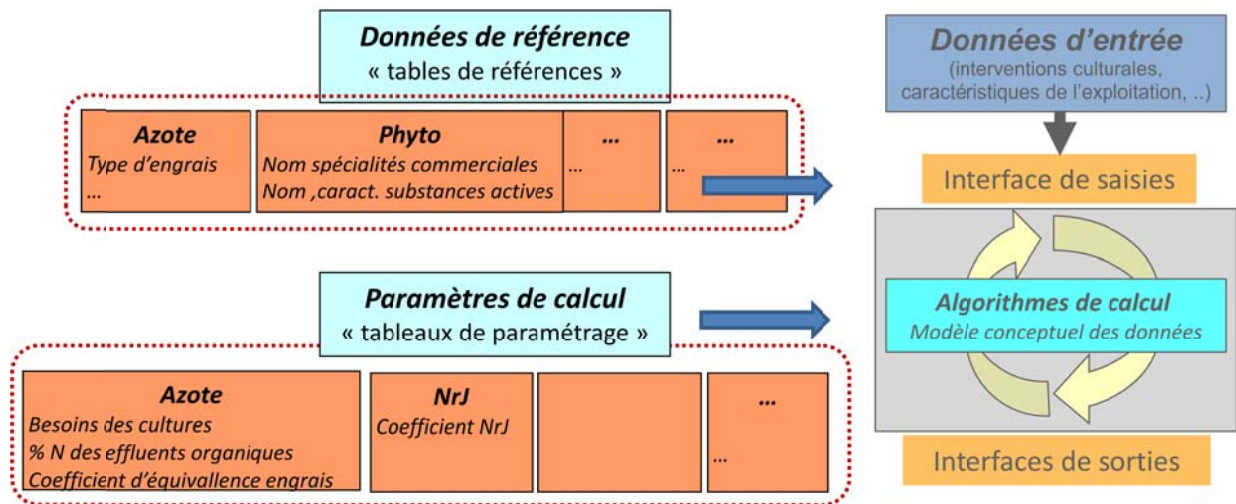 Données de référence
« tables de références »
Azote
Type d'engrais
...
Phyto
Nom spécialités commerciales
Nom ,caract. substances actives
...
...
...
...
Paramètres de calcul
« tableaux de paramétrage »
Azote
Besoins des cultures
% N des effluents organiques
Coefficient d'équivallence engrais
NrJ
Coefficient NrJ
...
...
Données d'entrée
(interventions culturales,
caractéristiques de l'exploitation, ..)
Interface de saisies
Algorithmes de calcul
Modèle conceptuel des données
Interfaces de sorties